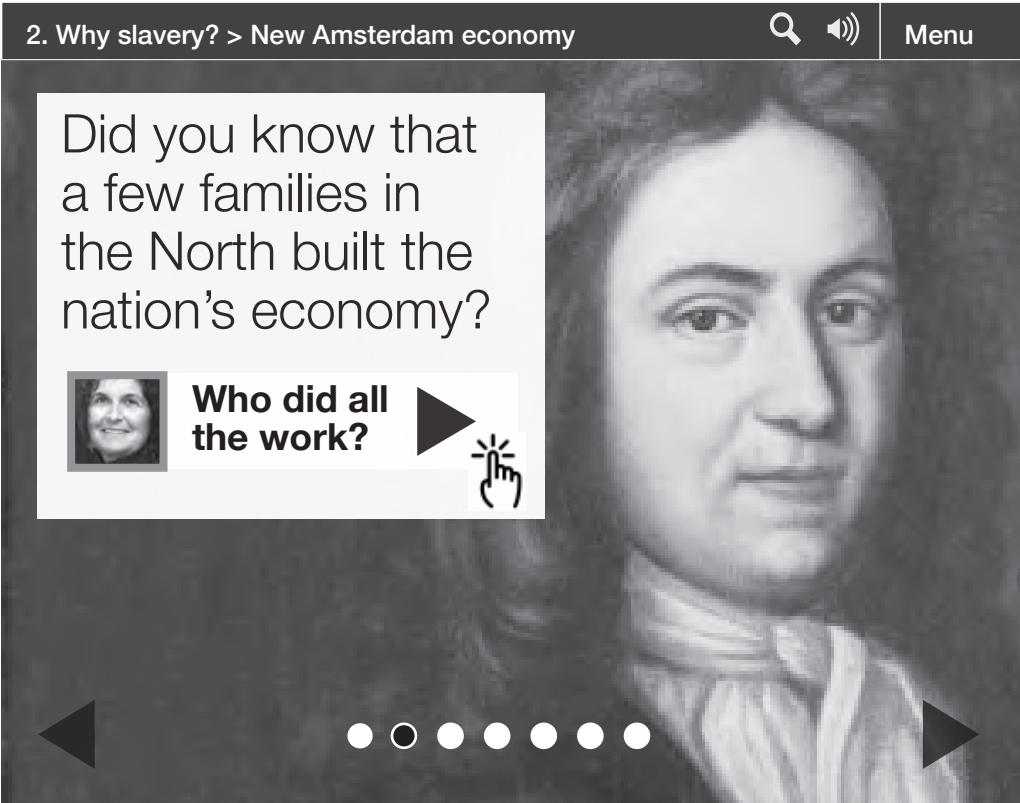 2. Why slavery? > New Amsterdam economy
Menu
Did you know that
a few families in
the North built the
nation’s economy?
Who did all
the work?